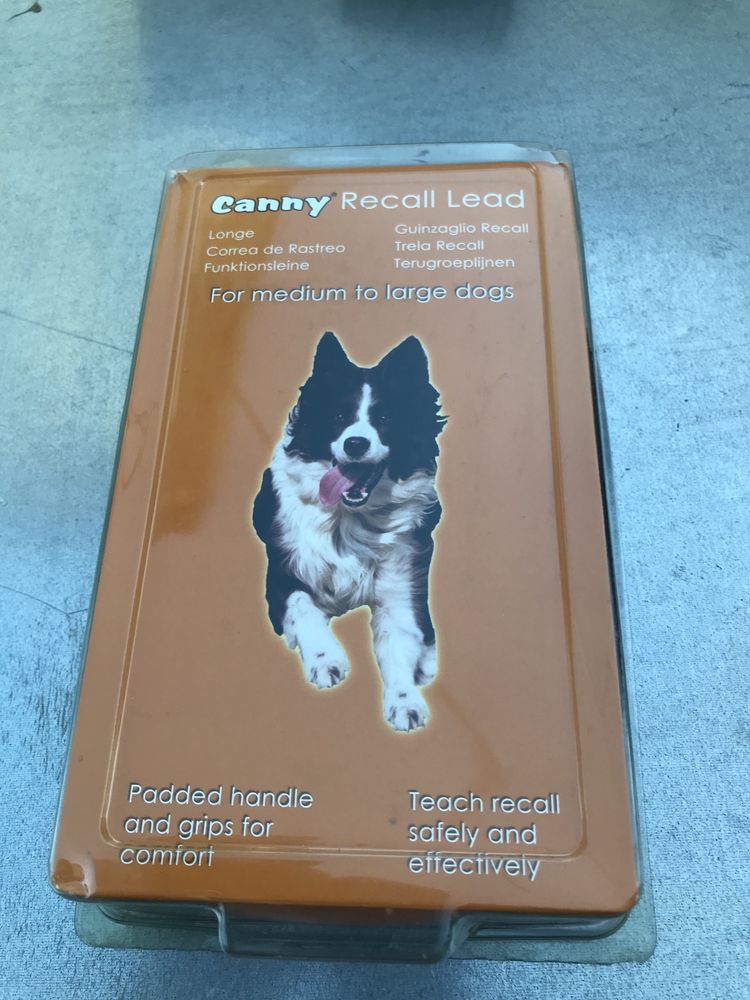 Canny® Recall Lead
Longe
Correa de Rastreo
Funktionsleine
Guinzaglio Recall
Trela Recall
Terugroeplijnen
For medium to large dogs
Padded handle
and grips for
comfort
Teach recall
safely and
effectively